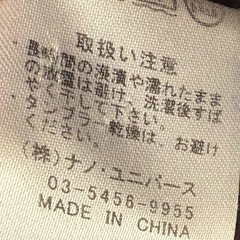 取扱い注意
・長時間の浸漬や濡れたまま
の放置は避け、洗濯後すば
やく干して下さい。
・タンブラー乾燥は、お避け
ください。
(株)ナノ・ユニバース
03-5456-9955
MADE IN CHINA